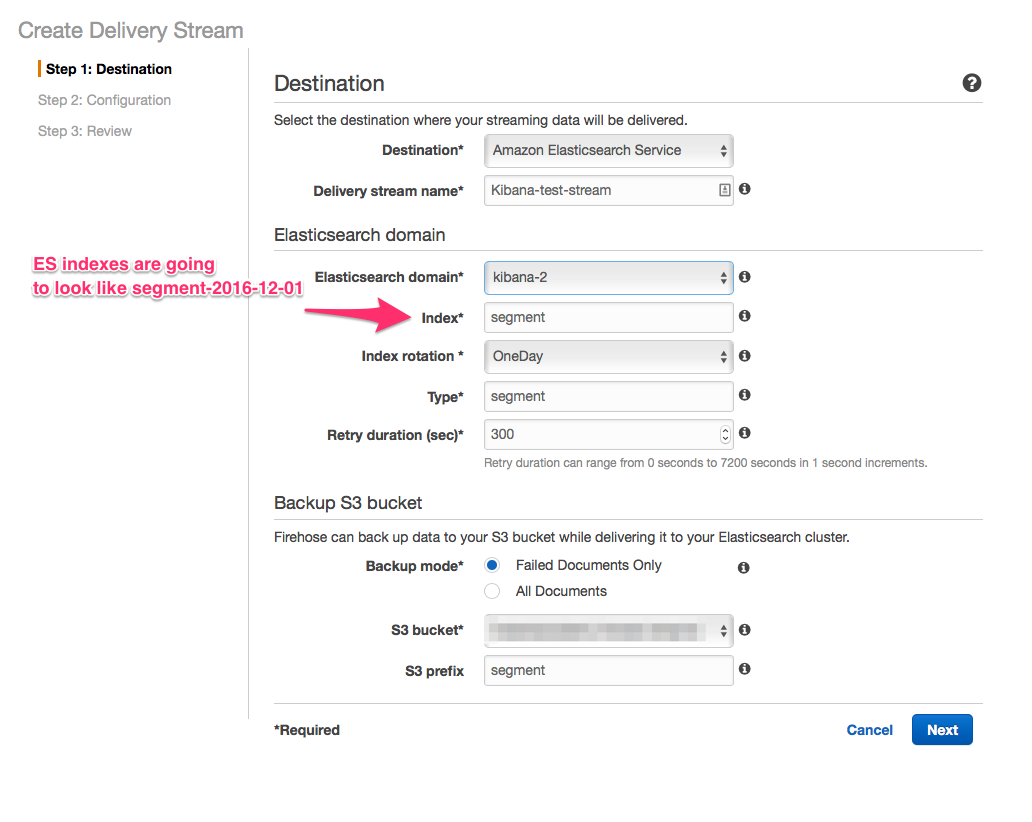 Create Delivery Stream
Step 1: Destination
Step 2: Configuration
Step 3: Review
Destination
Select the destination where your streaming data will be delivered.
Destination* Amazon Elasticsearch Service
Delivery stream name* Kibana-test-stream
Elasticsearch domain
ES indexes are going
to look like segment-2016-12-01
Elasticsearch domain* kibana-2
Index* segment
Index rotation * OneDay
Type* segment
Retry duration (sec)* 300
Retry duration can range from 0 seconds to 7200 seconds in 1 second increments.
Backup S3 bucket
Firehose can back up data to your S3 bucket while delivering it to your Elasticsearch cluster.
Backup mode* Failed Documents Only
All Documents
S3 bucket*
S3 prefix segment
*Required Cancel Next